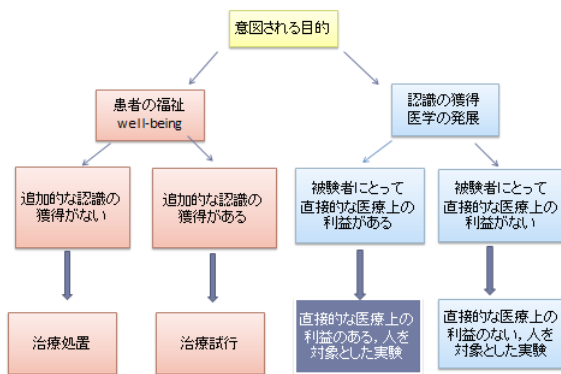 意図される目的
患者の福祉
well-being
認識の獲得
医学の発展
追加的な認識の
獲得がない
追加的な認識の
獲得がある
被験者にとって
直接的な医療上の
利益がある
被験者にとって
直接的な医療上の
利益がない
治療処置
治療試行
直接的な医療上の
利益のある，人を
対象とした実験
直接的な医療上の
利益のない，人を
対象とした実験